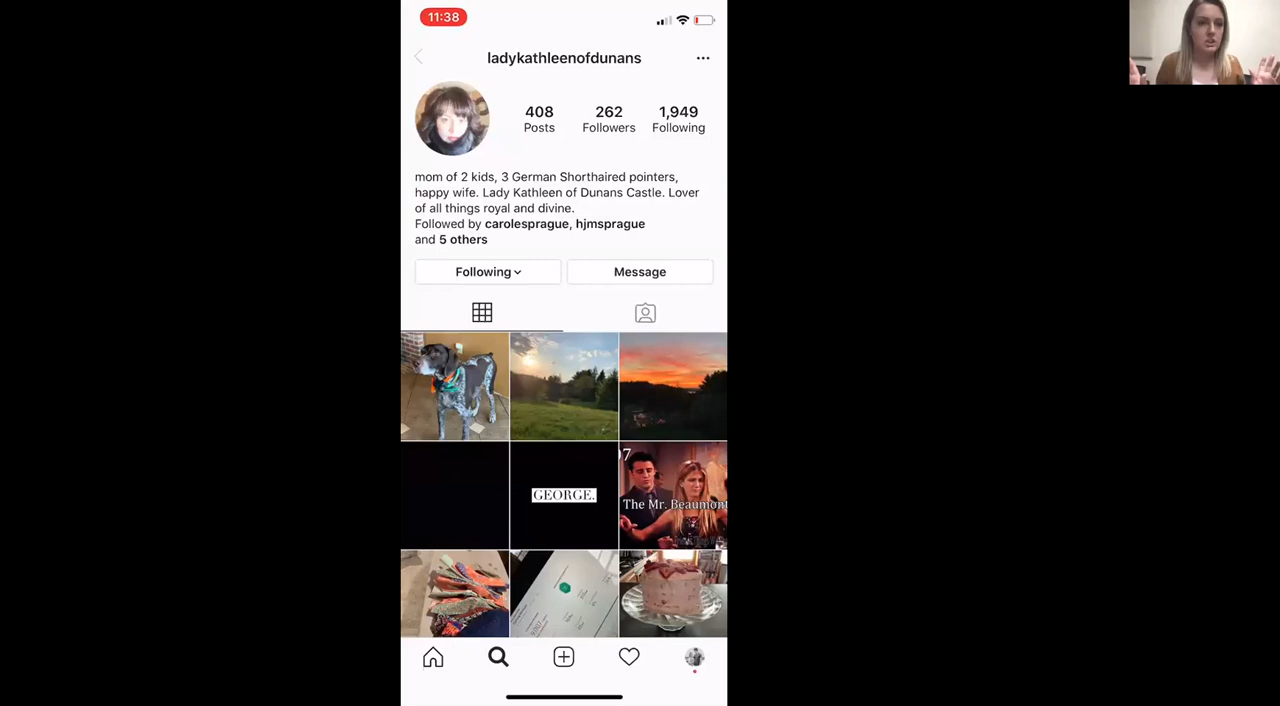 11:38
ladykathleenofdunans
408
262
1,949
Posts
Followers
Following
mom of 2 kids, 3 German Shorthaired pointers,
happy wife. Lady Kathleen of Dunans Castle. Lover
of all things royal and divine.
Followed by carolesprague, hjmsprague
and 5 others
Following
Message
GEORGE.
The Mr. Beaumont